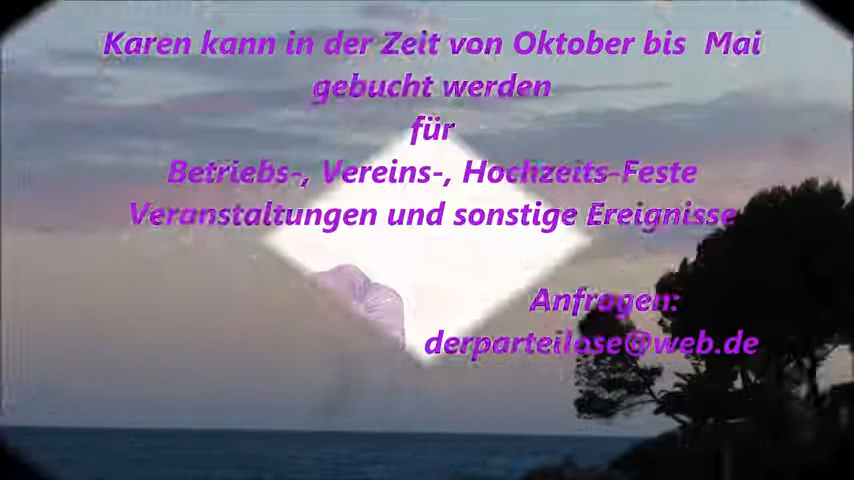 Karen kann in der Zeit von Oktober bis Mai
gebucht werden
für
Betriebs-, Vereins-, Hochzeits-Feste
Veranstaltungen und sonstige Ereignisse
Anfragen:
derparteilose@web.de